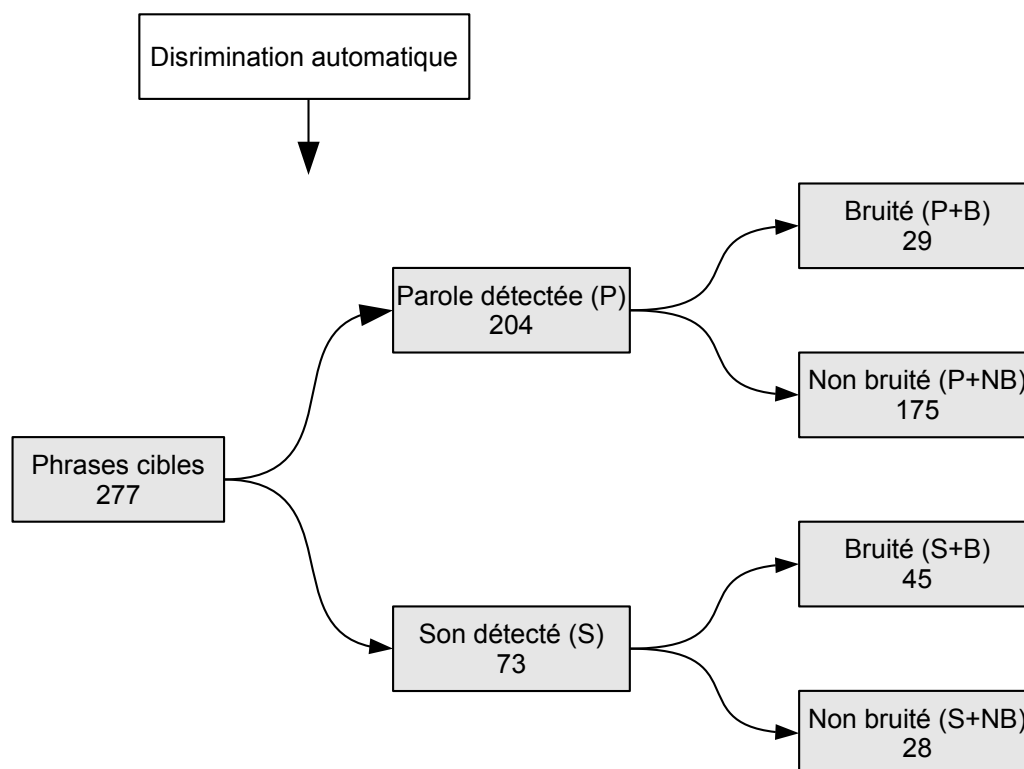 Disrimination automatique
Bruité (P+B)
29
Parole détectée (P)
204
Non bruité (P+NB)
175
Phrases cibles
277
Bruité (S+B)
45
Son détecté (S)
73
Non bruité (S+NB)
28